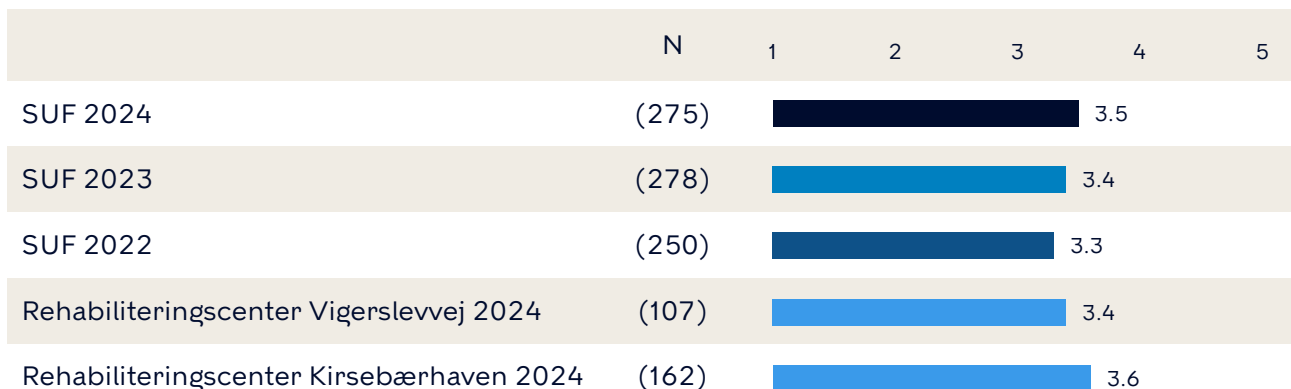 N 1 2 3 4 5
SUF 2024 (275) 3.5
SUF 2023 (278) 3.4
SUF 2022 (250) 3.3
Rehabiliteringscenter Vigerslevvej 2024 (107) 3.4
Rehabiliteringscenter Kirsebærhaven 2024 (162) 3.6